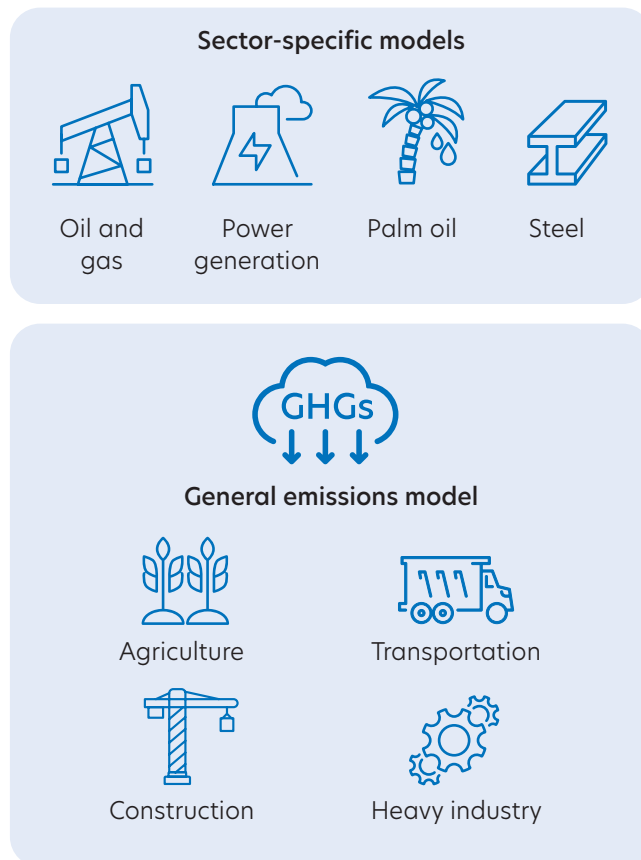 Sector-specific models
Oil and
gas
Power
generation
Palm oil
Steel
GHGs
General emissions model
Agriculture
Transportation
Construction
Heavy industry